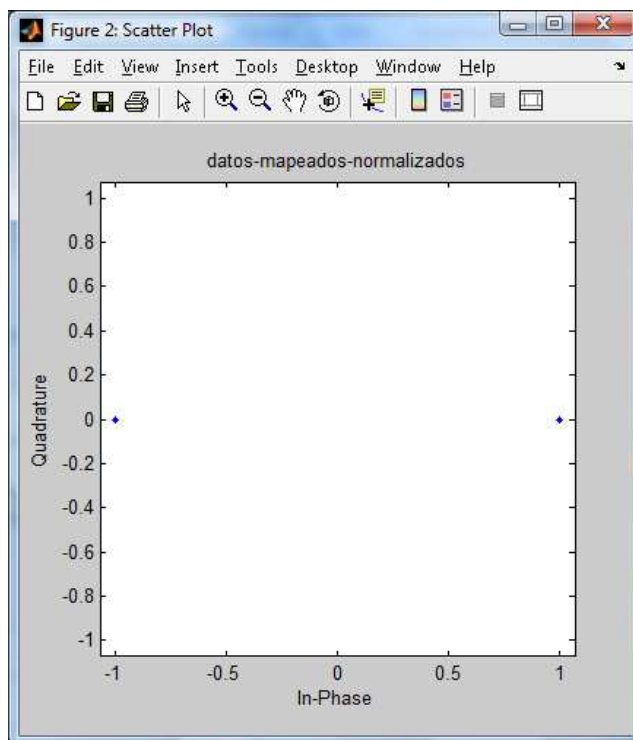 Figure 2: Scatter Plot
File Edit View Insert Tools Desktop Window Help
datos-mapeados-normalizados
1
0.8
0.6
0.4
0.2
0
-0.2
-0.4
-0.6
-0.8
-1
Quadrature
-1 -0.5 0 0.5 1
In-Phase